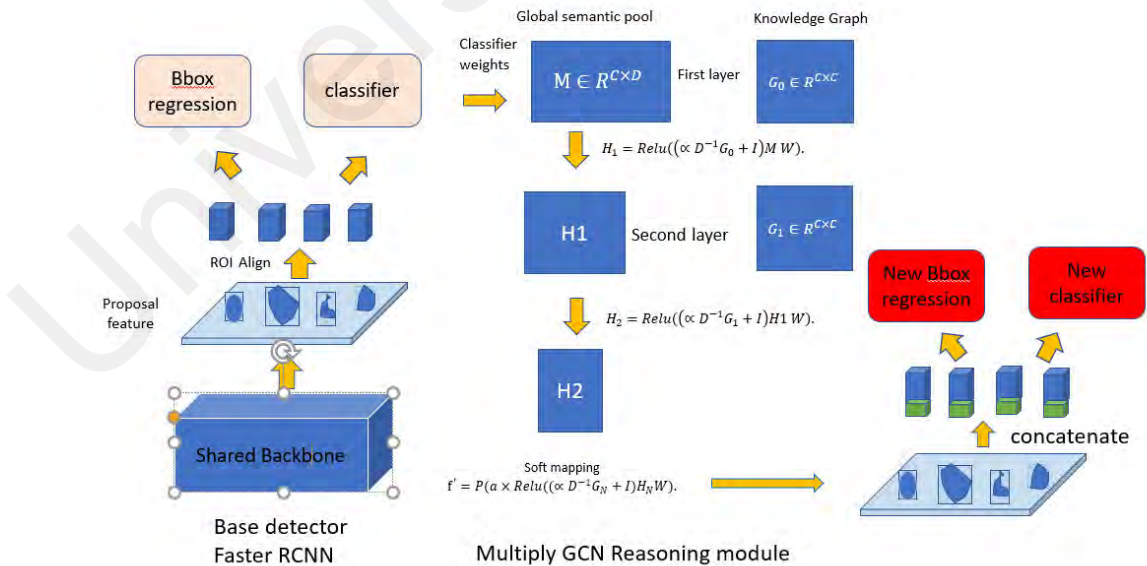 Univers
Global semantic pool
Knowledge Graph
Bbox
regression
classifier
Classifier
weights
M ∈ R^{C×D}
First layer
G_0 ∈ R^{C×C}
H_1 = Relu((∝ D^{-1}G_0 + I)M W).
H1
Second layer
G_1 ∈ R^{C×C}
ROI Align
Proposal
feature
New Bbox
regression
New
classifier
H_2 = Relu((∝ D^{-1}G_1 + I)H1 W).
H2
concatenate
Shared Backbone
Soft mapping
f' = P(a × Relu((∝ D^{-1}G_N + I)H_N W).
Base detector
Faster RCNN
Multiply GCN Reasoning module